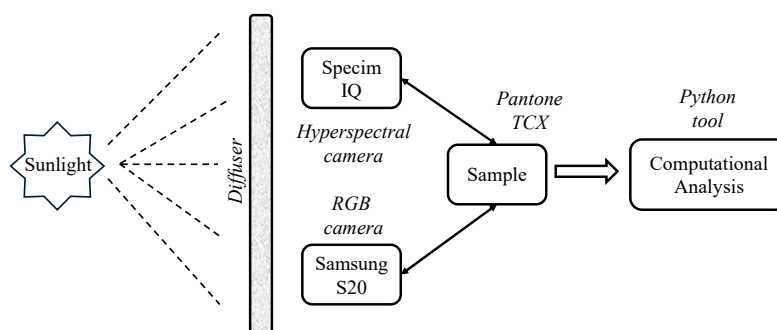 Sunlight
Diffuser
Specim
IQ
Hyperspectral
camera
RGB
camera
Samsung
S20
Pantone
TCX
Sample
Python
tool
Computational
Analysis